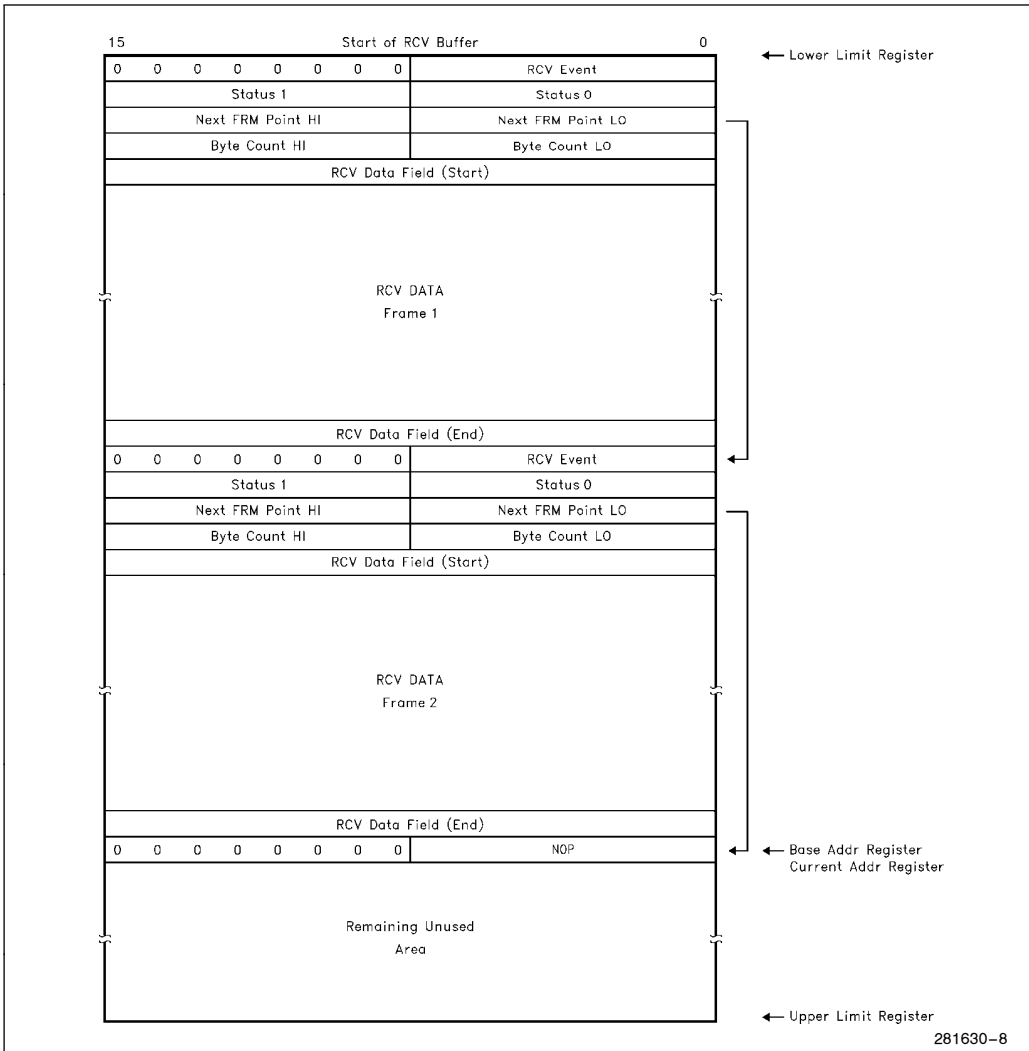 15 Start of RCV Buffer 0
← Lower Limit Register
0 0 0 0 0 0 0 0 RCV Event
Status 1 Status 0
Next FRM Point HI Next FRM Point LO
Byte Count HI Byte Count LO
RCV Data Field (Start)
RCV DATA
Frame 1
RCV Data Field (End)
0 0 0 0 0 0 0 0 RCV Event
Status 1 Status 0
Next FRM Point HI Next FRM Point LO
Byte Count HI Byte Count LO
RCV Data Field (Start)
RCV DATA
Frame 2
RCV Data Field (End)
0 0 0 0 0 0 0 0 NOP ← Base Addr Register
Current Addr Register
Remaining Unused
Area
← Upper Limit Register
281630–8